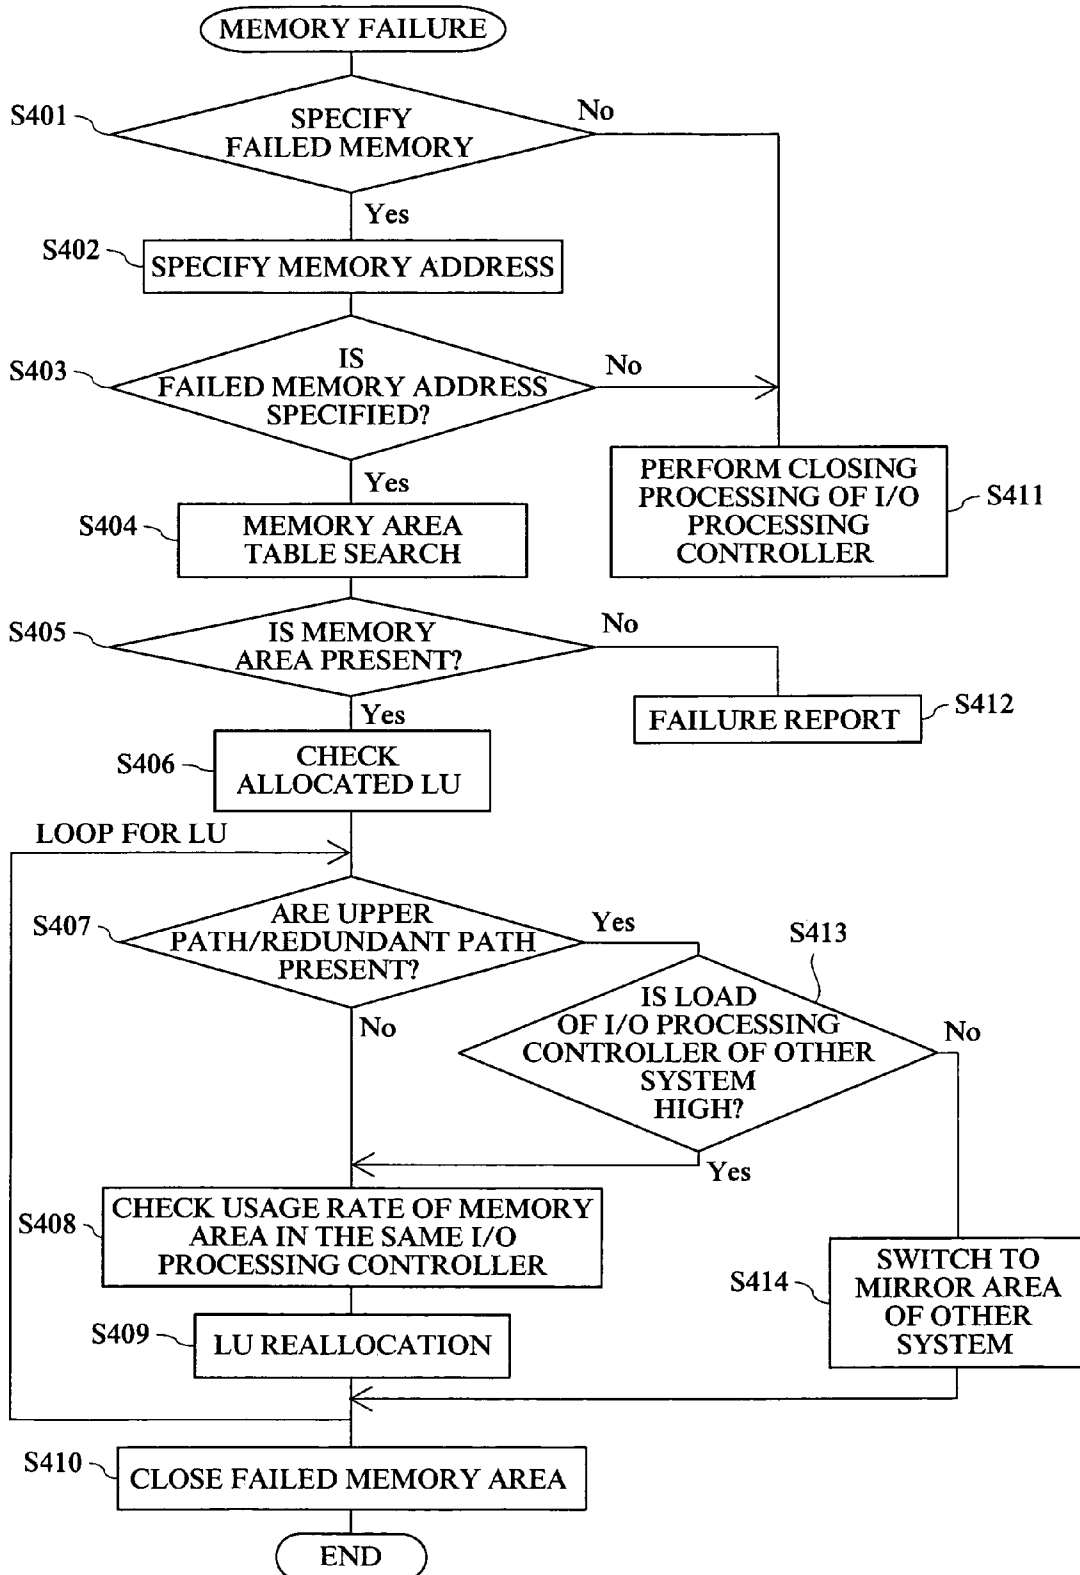 MEMORY FAILURE
S401
SPECIFY
FAILED MEMORY
No
Yes
S402
SPECIFY MEMORY ADDRESS
S403
IS
FAILED MEMORY ADDRESS
SPECIFIED?
No
Yes
PERFORM CLOSING
PROCESSING OF I/O
PROCESSING
CONTROLLER
S411
S404
MEMORY AREA
TABLE SEARCH
S405
IS MEMORY
AREA PRESENT?
No
Yes
FAILURE REPORT
S412
S406
CHECK
ALLOCATED LU
LOOP FOR LU
S407
ARE UPPER
PATH/REDUNDANT PATH
PRESENT?
Yes
No
S413
IS LOAD
OF I/O PROCESSING
CONTROLLER OF OTHER
SYSTEM
HIGH?
No
Yes
S408
CHECK USAGE RATE OF MEMORY
AREA IN THE SAME I/O
PROCESSING CONTROLLER
S414
SWITCH TO
MIRROR AREA
OF OTHER
SYSTEM
S409
LU REALLOCATION
S410
CLOSE FAILED MEMORY AREA
END